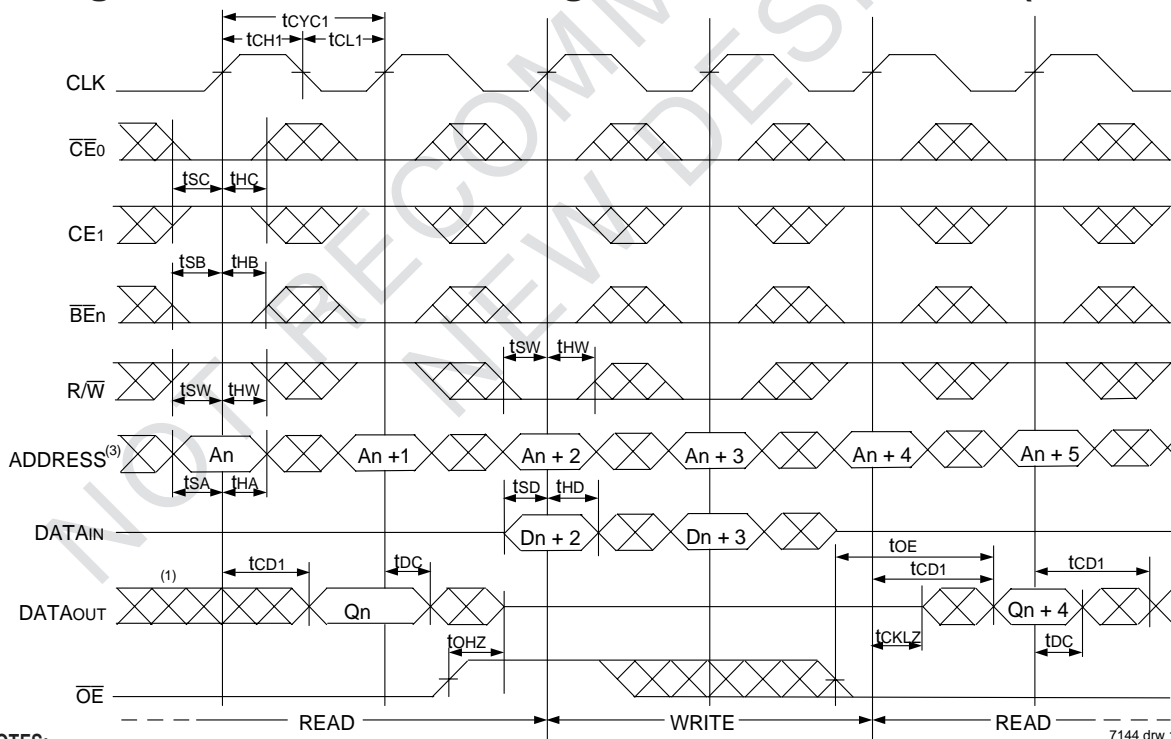 tCYC1
tCH1 tCL1
CLK
CE0
tSC tHC
CE1
tSB tHB
BEn
tSW tHW
R/W
tSW tHW
ADDRESS(3) An An +1 An + 2 An + 3 An + 4 An + 5
tSA tHA tSD tHD
DATAIN Dn + 2 Dn + 3
tOE
(1) tCD1 tDC tCD1 tCD1
DATAOUT Qn Qn + 4
tOHZ tCKLZ tDC
OE
READ WRITE READ
7144 drw